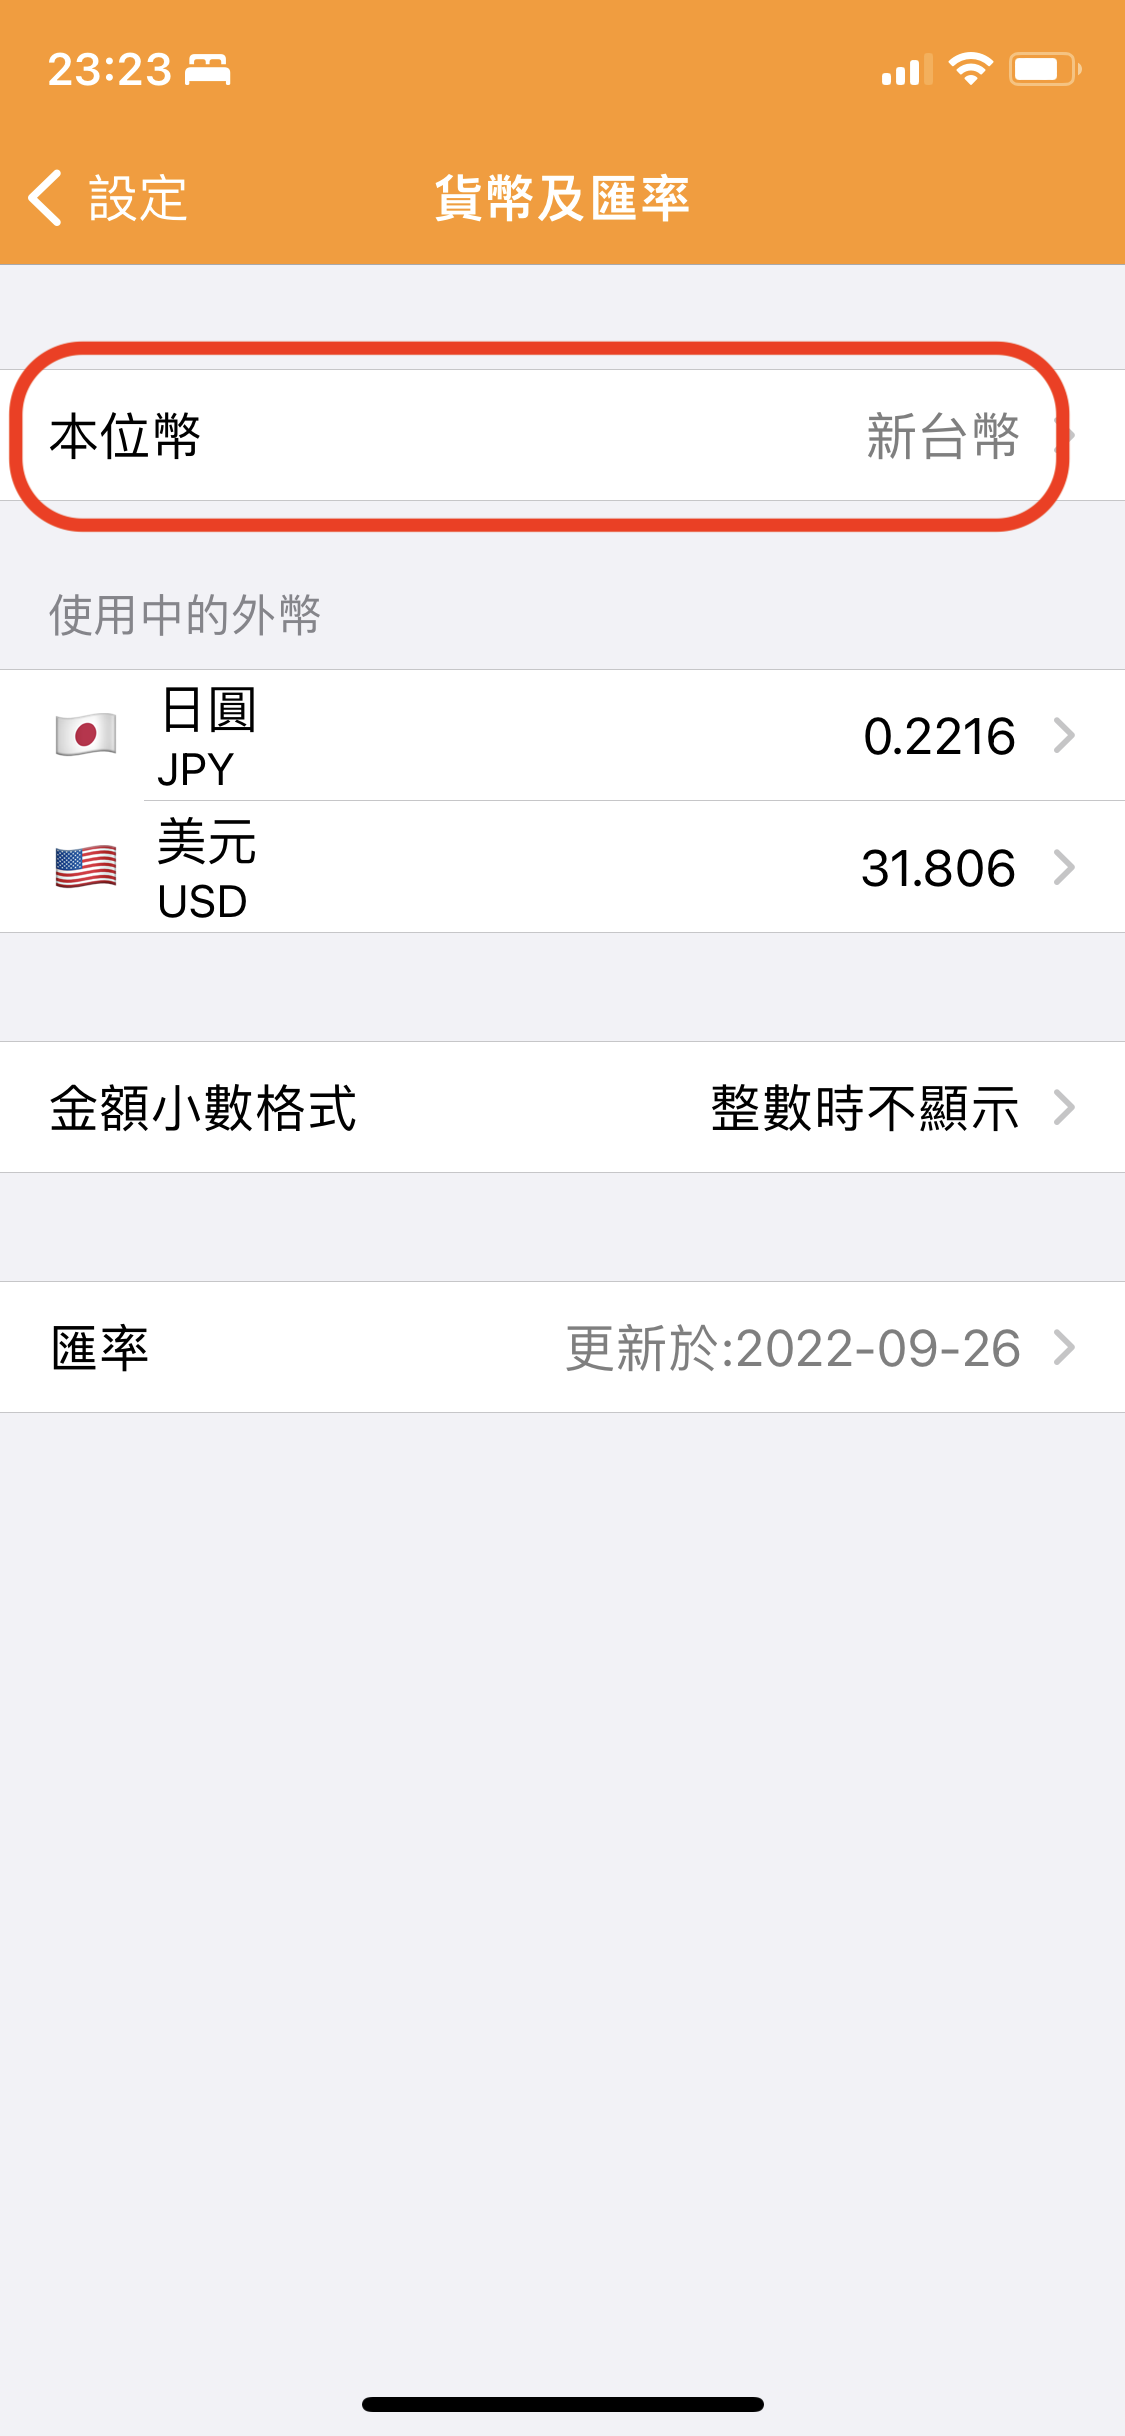 23:23
設定
貨幣及匯率
本位幣 新台幣
使用中的外幣
日圓
JPY
0.2216
美元
USD
31.806
金額小數格式 整數時不顯示
匯率 更新於:2022-09-26